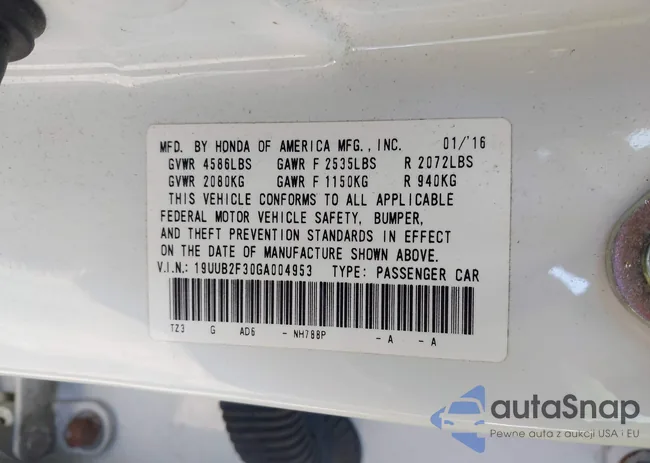 MFD. BY HONDA OF AMERICA MFG., INC. 01/'16
GVWR 4586LBS GAWR F 2535LBS R 2072LBS
GVWR 2080KG GAWR F 1150KG R 940KG
THIS VEHICLE CONFORMS TO ALL APPLICABLE
FEDERAL MOTOR VEHICLE SAFETY, BUMPER,
AND THEFT PREVENTION STANDARDS IN EFFECT
ON THE DATE OF MANUFACTURE SHOWN ABOVE.
V.I.N.: 19UUB2F30GA004953 TYPE: PASSENGER CAR
TZ3 G AD6 - NH788P - A - A
autaSnap
Pewne auta z aukcji USA i EU